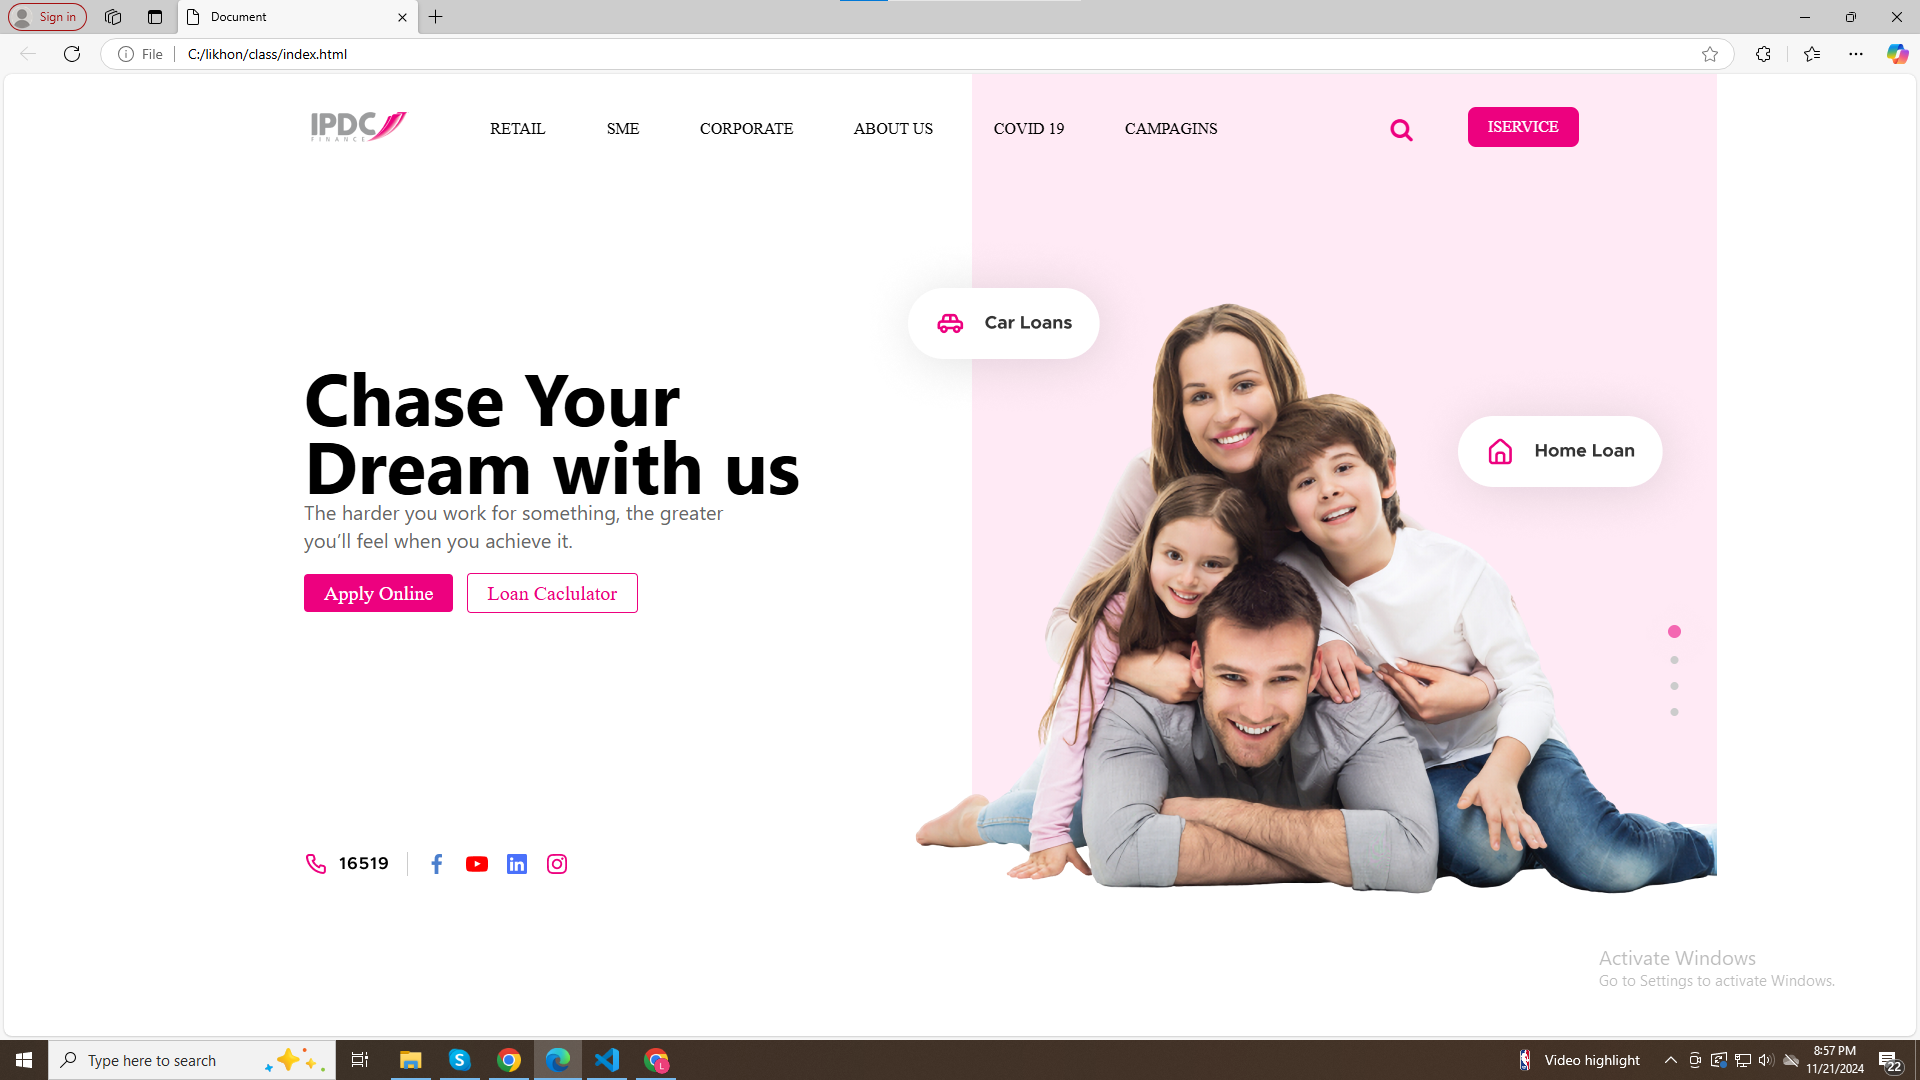 Sign in
Document
File
C:/likhon/class/index.html
IPDC
FINANCE
RETAIL
SME
CORPORATE
ABOUT US
COVID 19
CAMPAGINS
ISERVICE
Car Loans
Home Loan
Chase Your
Dream with us
The harder you work for something, the greater
you'll feel when you achieve it.
Apply Online
Loan Caclulator
16519
Activate Windows
Go to Settings to activate Windows.
Type here to search
L
Video highlight
8:57 PM
11/21/2024
22